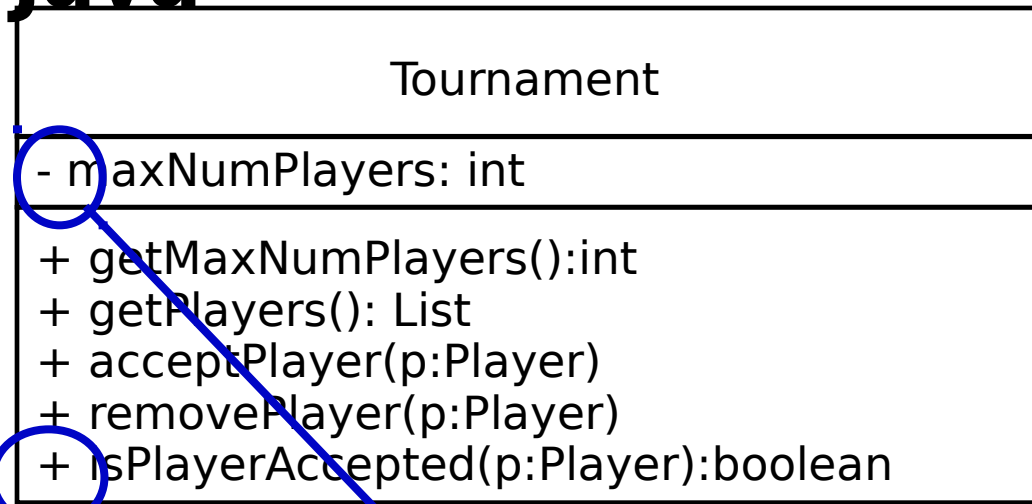 Tournament
- maxNumPlayers: int
+ getMaxNumPlayers():int
+ getPlayers(): List
+ acceptPlayer(p:Player)
+ removePlayer(p:Player)
+ isPlayerAccepted(p:Player):boolean